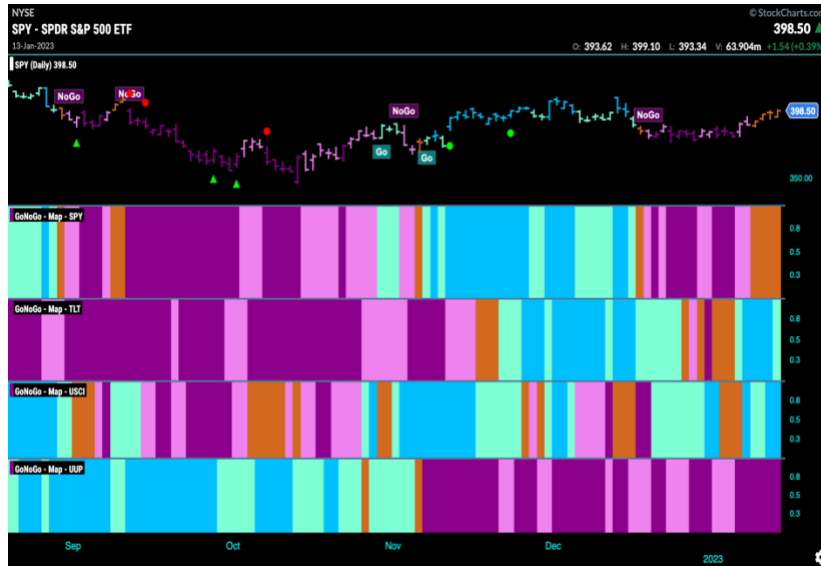 NYSE
© StockCharts.com
SPY - SPDR S&P 500 ETF
398.50
13-Jan-2023
O: 393.62 H: 399.10 L: 393.34 V: 63.904m +1.54 (+0.39%
SPY (Daily) 398.50
NoGo
NoGo
NoGo
NoGo
398.50
Go
Go
350.00
GoNoGo - Map - SPY
0.8
0.5
0.3
GoNoGo - Map - TLT
0.8
0.5
0.3
GoNoGo - Map - USCI
0.8
0.5
0.3
GoNoGo - Map - UUP
0.8
0.5
0.3
Sep Oct Nov Dec
2023